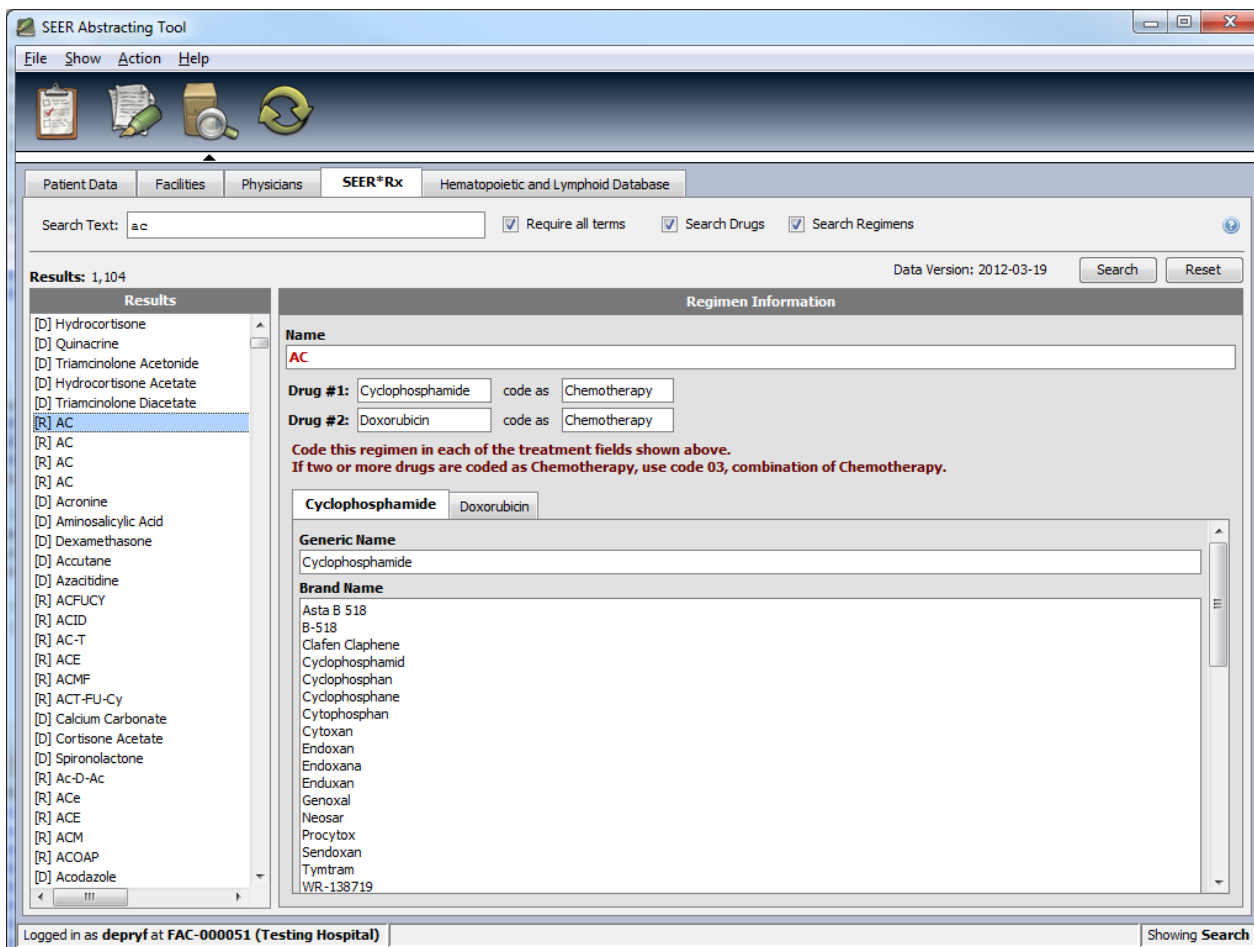 SEER Abstracting Tool
File Show Action Help
Patient Data Facilities Physicians SEER*Rx Hematopoietic and Lymphoid Database
Search Text: ac Require all terms Search Drugs Search Regimens
Results: 1,104 Data Version: 2012-03-19 Search Reset
Results
[D] Hydrocortisone
[D] Quinacrine
[D] Triamcinolone Acetonide
[D] Hydrocortisone Acetate
[D] Triamcinolone Diacetate
[R] AC
[R] AC
[R] AC
[R] AC
[D] Acronine
[D] Aminosalicylic Acid
[D] Dexamethasone
[D] Accutane
[D] Azacitidine
[R] ACFUCY
[R] ACID
[R] AC-T
[R] ACE
[R] ACMF
[R] ACT-FU-Cy
[D] Calcium Carbonate
[D] Cortisone Acetate
[D] Spironolactone
[R] Ac-D-Ac
[R] ACe
[R] ACE
[R] ACM
[R] ACOAP
[D] Acodazole
Regimen Information
Name
AC
Drug #1: Cyclophosphamide code as Chemotherapy
Drug #2: Doxorubicin code as Chemotherapy
Code this regimen in each of the treatment fields shown above.
If two or more drugs are coded as Chemotherapy, use code 03, combination of Chemotherapy.
Cyclophosphamide Doxorubicin
Generic Name
Cyclophosphamide
Brand Name
Asta B 518
B-518
Clafen Claphene
Cyclophosphamid
Cyclophosphan
Cyclophosphane
Cytophosphan
Cytoxan
Endoxan
Endoxana
Enduxan
Genoxal
Neosar
Procytox
Sendoxan
Tymtram
WR-138719
Logged in as depryf at FAC-000051 (Testing Hospital) Showing Search